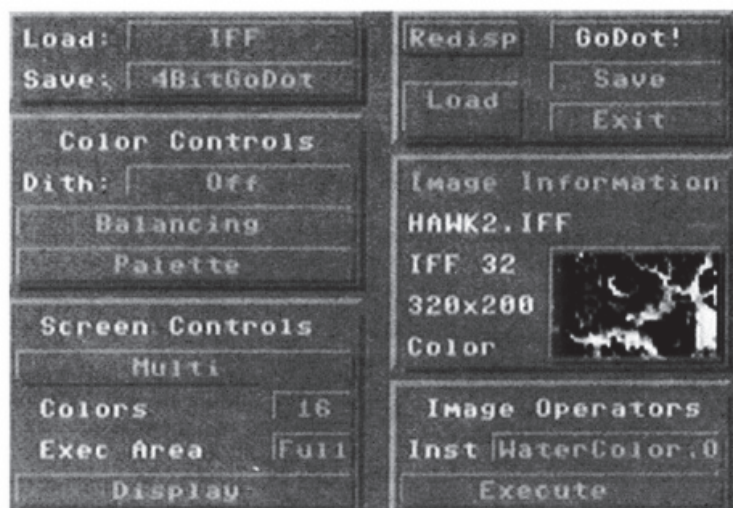 Load: IFF
Save: 4BitGoDot
Color Controls
Dith: Off
Balancing
Palette
Screen Controls
Multi
Colors 16
Exec Area Full
Display
Redisp GoDot!
Load Save
Exit
Image Information
HAWK2.IFF
IFF 32
320x200
Color
Image Operators
Inst WaterColor.O
Execute